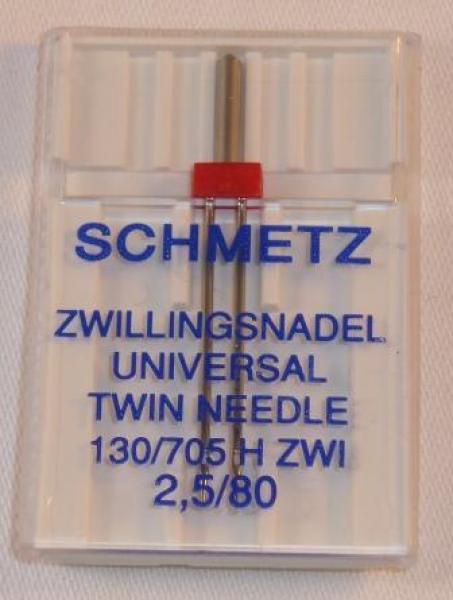 SCHMETZ
ZWILLINGSNADEL
UNIVERSAL
TWIN NEEDLE
130/705 H ZWI
2,5/80